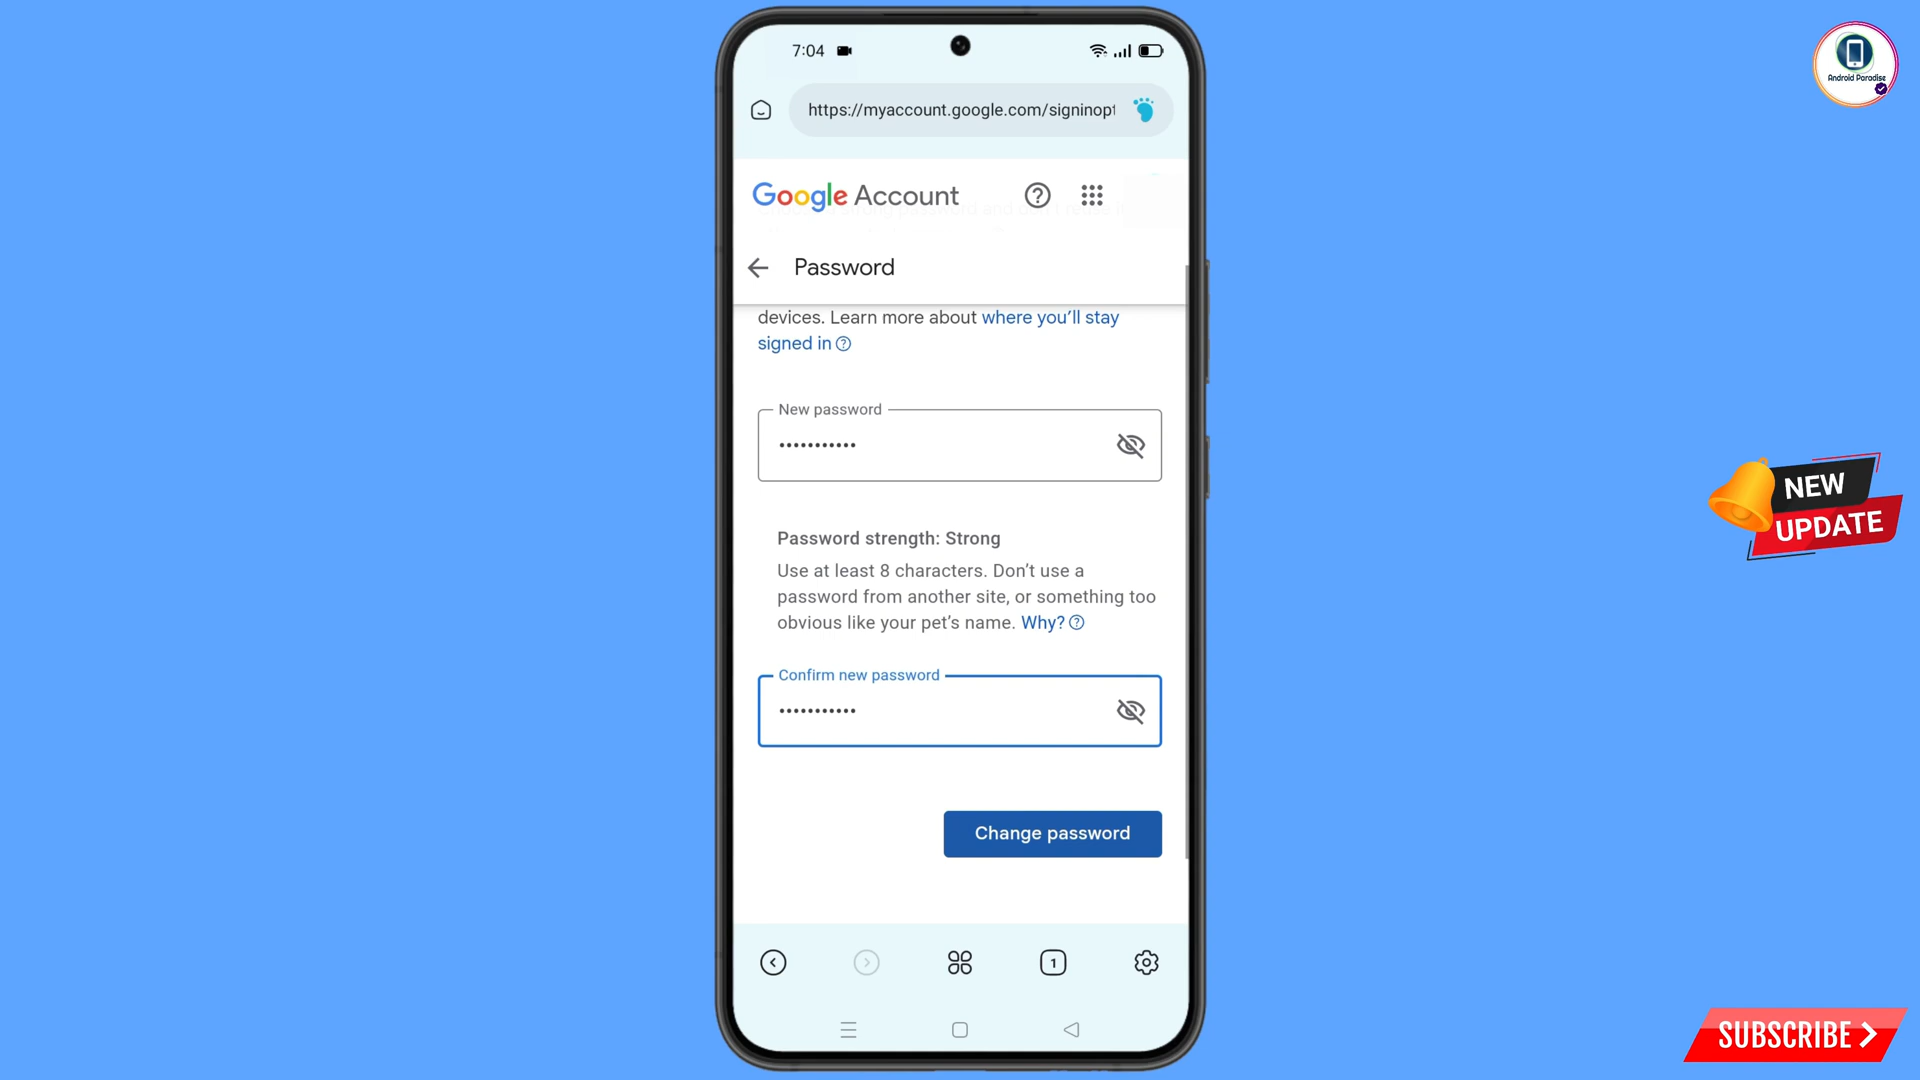 7:04
Android Paradise
https://myaccount.google.com/signinopt
Google Account
Password
devices. Learn more about where you’ll stay
signed in
New password
•••••••••••
NEW
UPDATE
Password strength: Strong
Use at least 8 characters. Don’t use a
password from another site, or something too
obvious like your pet’s name. Why?
Confirm new password
•••••••••••
Change password
1
SUBSCRIBE